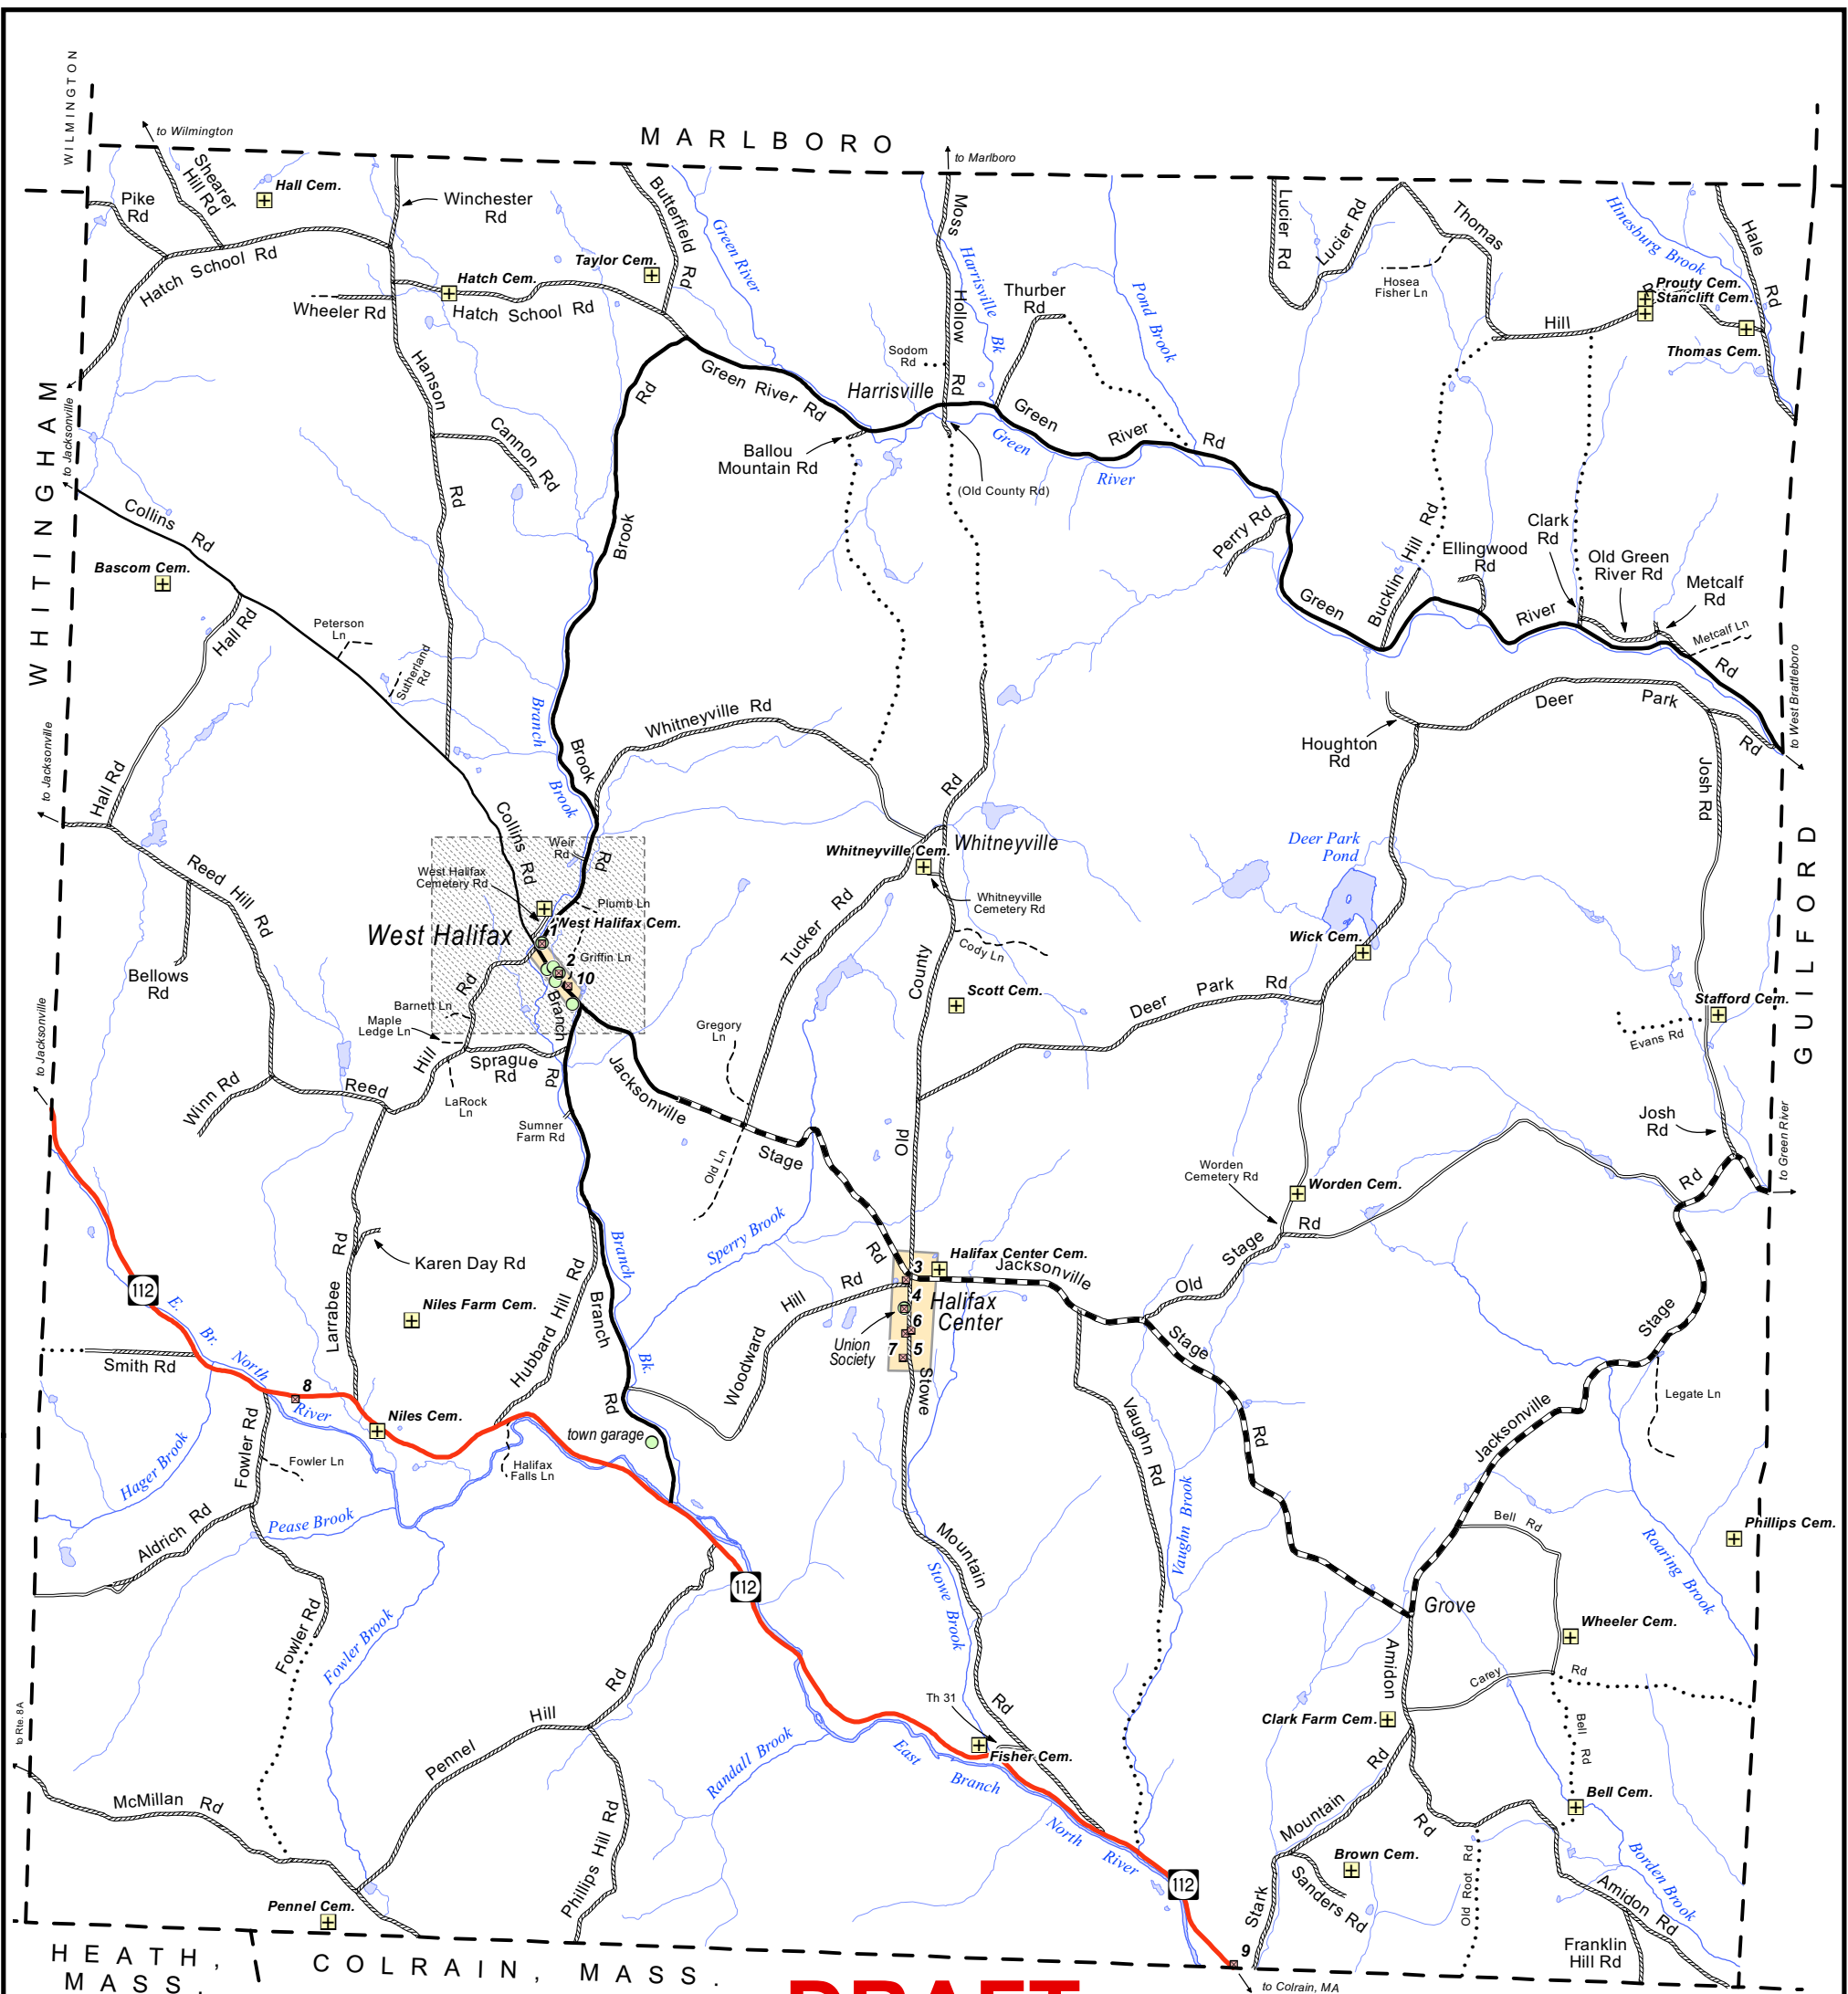 WILMINGTON
to Wilmington
MARLBORO
to Marlboro
Pike
Rd
Shearer
Hill Rd
Hall Cem.
Winchester
Rd
Butterfield Rd
Green River
Moss
Hollow
Rd
Harrisville
Bk
Thurber
Rd
Pond Brook
Lucier Rd
Lucier Rd
Thomas
Hill
Hosea
Fisher Ln
Hinesburg Brook
Hale
Rd
Prouty Cem.
Stanclift Cem.
Thomas Cem.
Hatch School Rd
Wheeler Rd
Hatch Cem.
Hatch School Rd
Taylor Cem.
Hanson
Rd
Cannon Rd
Rd
Brook
Green River Rd
Sodom
Rd
Harrisville
Ballou
Mountain Rd
Green
River
Rd
Green
River
(Old County Rd)
WHITINGHAM
to Jacksonville
Collins Rd
Bascom Cem.
Hall Rd
Peterson
Ln
Sutherland
Rd
Perry Rd
Green
Bucklin Hill Rd
Ellingwood
Rd
Clark
Rd
Old Green
River Rd
Metcalf
Rd
River
Metcalf Ln
Rd
to West Brattleboro
Branch
Brook
Brook
Whitneyville Rd
Houghton
Rd
Deer Park
Rd
Josh Rd
to Jacksonville
Hall Rd
Reed Hill Rd
Bellows
Rd
Collins Rd
Weir
Rd
Rd
West Halifax
Cemetery Rd
Plumb Ln
West Halifax Cem.
West Halifax
1
2
Griffin Ln
10
Barnett Ln
Maple
Ledge Ln
Rd
Branch
Hill
Sprague
Rd
LaRock
Ln
Rd
Sumner
Farm Rd
Whitneyville Cem.
Whitneyville
Rd
Whitneyville
Cemetery Rd
Cody Ln
Tucker Rd
County
Scott Cem.
Gregory
Ln
Deer Park
Pond
Wick Cem.
Deer Park Rd
GUILFORD
Stafford Cem.
Evans Rd
to Jacksonville
Winn Rd
Reed
Jacksonville
Stage
Old Ln
Old
Josh
Rd
to Green River
Worden
Cemetery Rd
Worden Cem.
Rd
Stage
Old
Rd
Karen Day Rd
Larrabee
Rd
Niles Farm Cem.
Hubbard Hill Rd
Branch
Branch
Bk.
Rd
Sperry Brook
Rd
Halifax Center Cem.
Jacksonville
3
4
6
7
5
Halifax
Center
Union
Society
Woodward
Hill
Rd
Stage
Rd
Stage
Jacksonville
Legate Ln
112
E.
Br.
North
River
Smith Rd
8
Niles Cem.
Halifax
Falls Ln
town garage
Hager Brook
Fowler Rd
Fowler Ln
Pease Brook
Aldrich Rd
Fowler Rd
Fowler Brook
112
Stowe
Mountain
Rd
Stowe Brook
Vaughn Rd
Vaughn Brook
Bell Rd
Phillips Cem.
Roaring Brook
Grove
Wheeler Cem.
Amidon
Carey
Rd
Bell
Rd
Clark Farm Cem.
Bell Cem.
to Rte. 8A
McMillan Rd
Pennel
Hill
Rd
Th 31
Fisher Cem.
Randall Brook
East
Branch
North
River
Phillips Hill Rd
Pennel Cem.
112
Mountain
Rd
Rd
Brown Cem.
Sanders Rd
Stark
Old Root Rd
Borden Brook
Amidon Rd
Franklin
Hill Rd
9
to Colrain, MA
HEATH,
MASS.
COLRAIN, MASS.
DRAFT